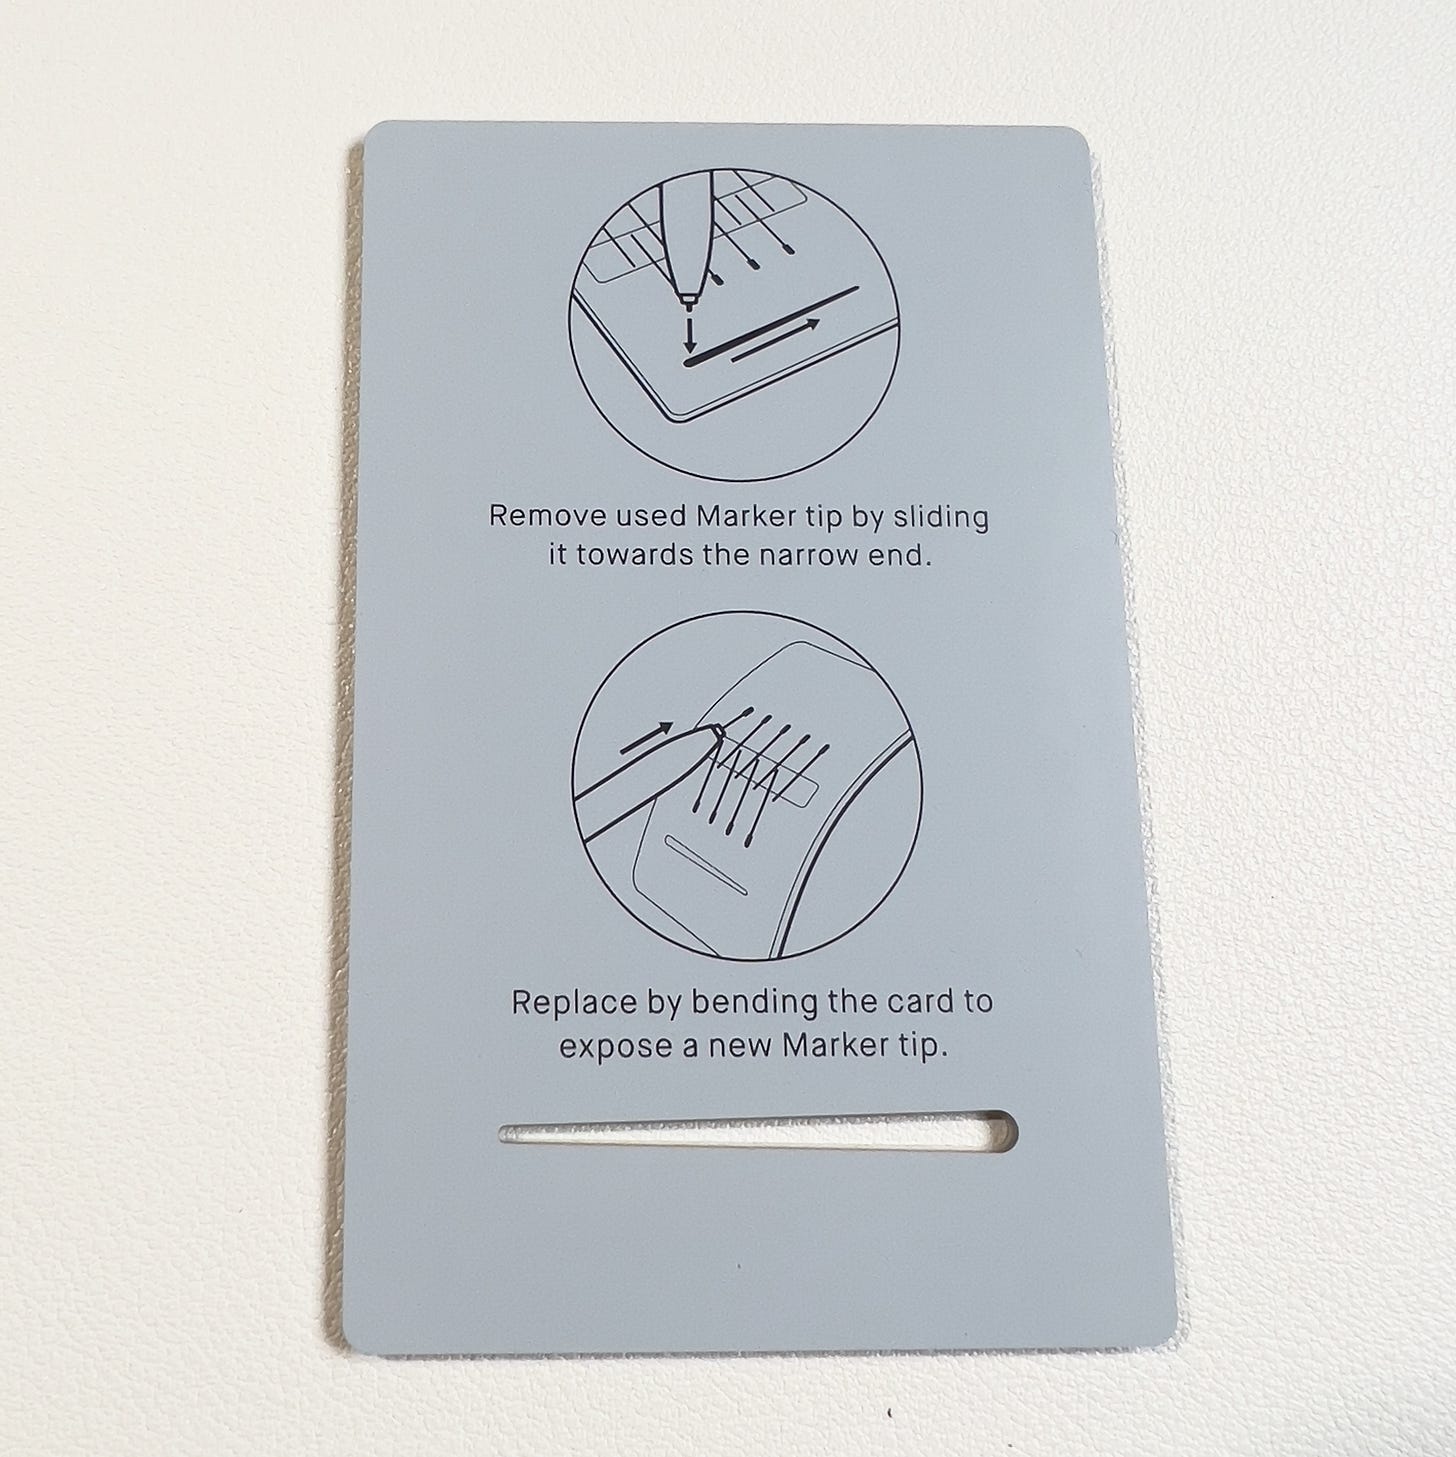 Remove used Marker tip by sliding
it towards the narrow end.
Replace by bending the card to
expose a new Marker tip.